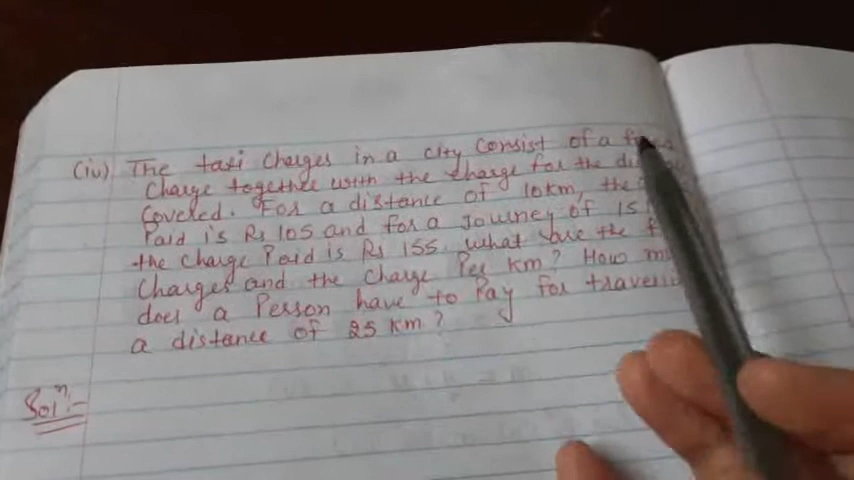 (iv) The taxi charges in a city consist of a
charge together with the charge for the
covered. For a distance of 10km, the
Paid is Rs 105 and for a Journey of 15
the charge Paid is Rs 155. what are the
Charges and the charge Per km? How
does a Person have to Pay for
a distance of 25 km?
Solⁿ:-